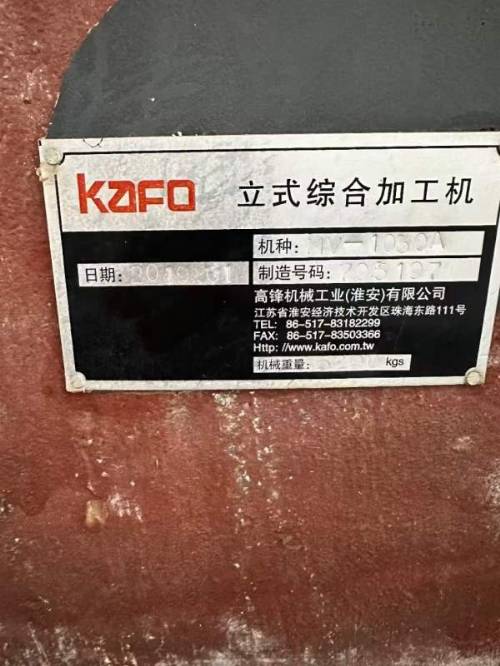 KAFO 立式综合加工机
机种: MV-1030A
日期:
制造号码: 705197
高锋机械工业(淮安)有限公司
江苏省淮安经济技术开发区珠海东路111号
TEL: 86-517-83182299
FAX: 86-517-83503366
Http: //www.kafo.com.tw
机械重量: kgs